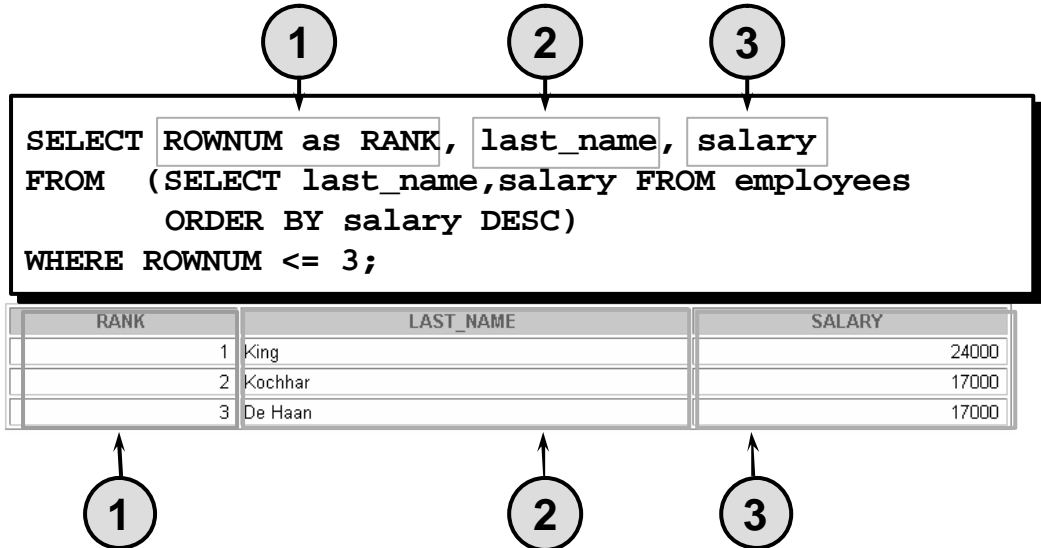 1 2 3
SELECT ROWNUM as RANK, last_name, salary
FROM (SELECT last_name,salary FROM employees
ORDER BY salary DESC)
WHERE ROWNUM <= 3;
RANK LAST_NAME SALARY
1 King 24000
2 Kochhar 17000
3 De Haan 17000
1 2 3